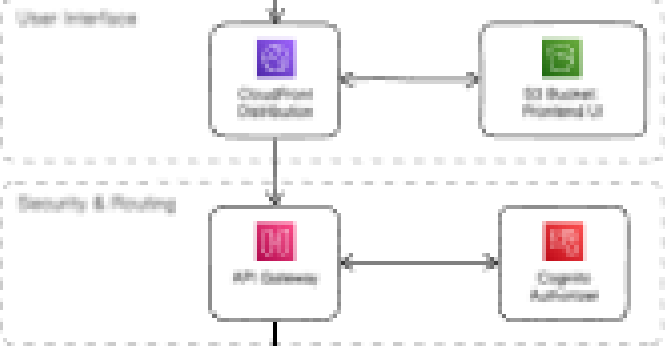 User Interface
CloudFront
Distribution
S3 Bucket
Frontend UI
Security & Routing
API Gateway
Cognito
Authorizer